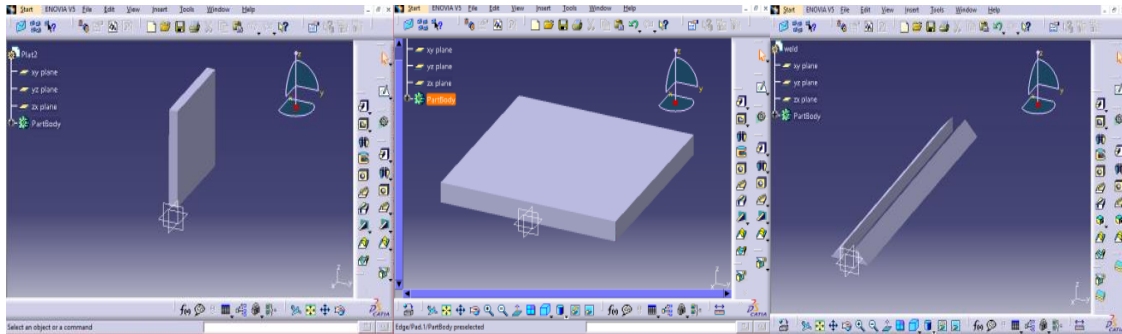 Start ENOVIA V5 File Edit View Insert Tools Window Help
Plat2
xy plane
yz plane
zx plane
PartBody
Select an object or a command
CATIA
Start ENOVIA V5 File Edit View Insert Tools Window Help
xy plane
yz plane
zx plane
PartBody
Edge/Pad.1/PartBody preselected
CATIA
Start ENOVIA V5 File Edit View Insert Tools Window Help
weld
xy plane
yz plane
zx plane
PartBody